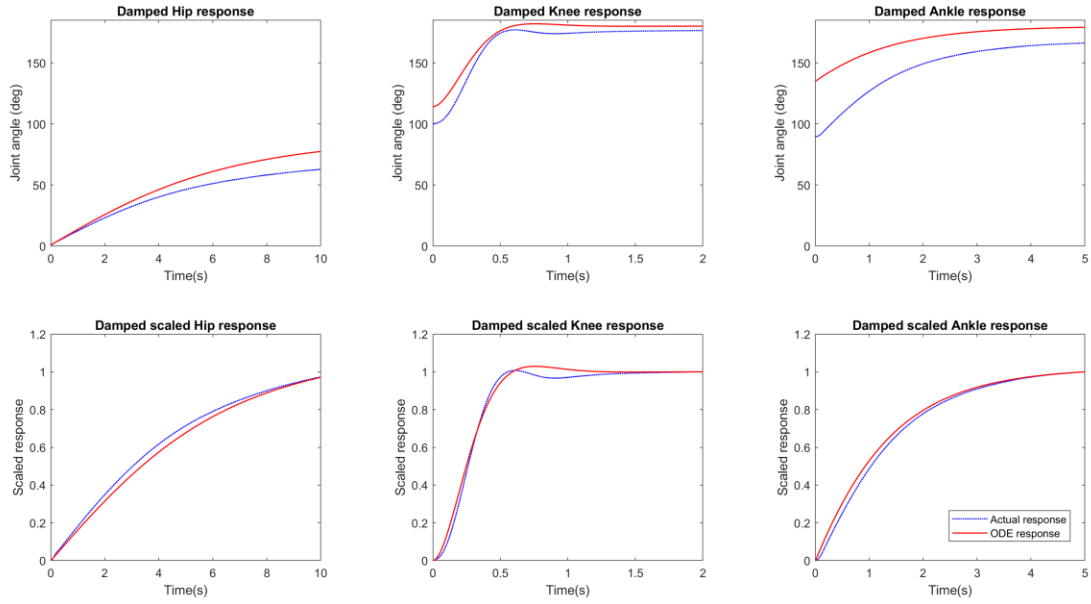 Damped Hip response
Joint angle (deg)
150
100
50
0
0 2 4 6 8 10
Time(s)
Damped Knee response
Joint angle (deg)
150
100
50
0
0 0.5 1 1.5 2
Time(s)
Damped Ankle response
Joint angle (deg)
150
100
50
0
0 1 2 3 4 5
Time(s)
Damped scaled Hip response
Scaled response
1.2
1
0.8
0.6
0.4
0.2
0
0 2 4 6 8 10
Time(s)
Damped scaled Knee response
Scaled response
1.2
1
0.8
0.6
0.4
0.2
0
0 0.5 1 1.5 2
Time(s)
Damped scaled Ankle response
Scaled response
1.2
1
0.8
0.6
0.4
0.2
0
0 1 2 3 4 5
Time(s)
Actual response
ODE response